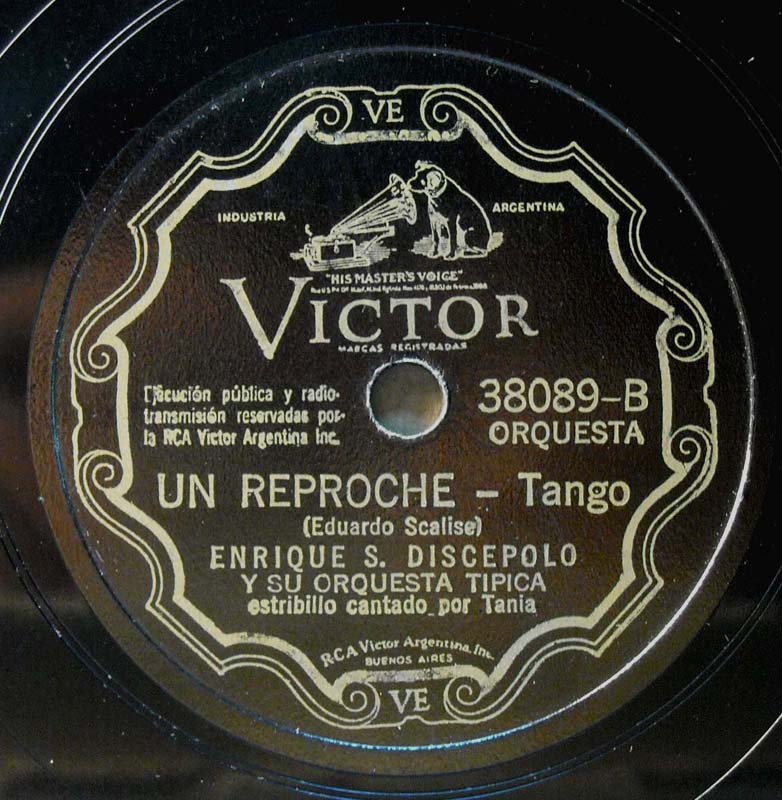 VE
INDUSTRIA
ARGENTINA
"HIS MASTER'S VOICE"
VICTOR
MARCAS REGISTRADAS
Ejecución pública y radio-
transmisión reservadas por
la RCA Victor Argentina Inc.
38089-B
ORQUESTA
UN REPROCHE - Tango
(Eduardo Scalise)
ENRIQUE S. DISCEPOLO
Y SU ORQUESTA TIPICA
estribillo cantado por Tania
RCA Victor Argentina, Inc.
BUENOS AIRES
VE